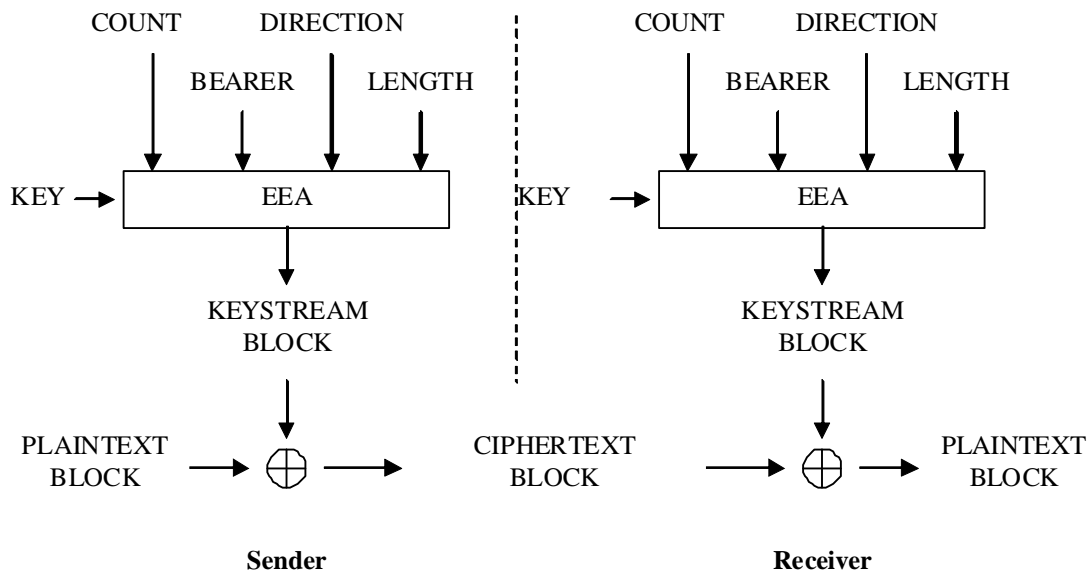 COUNT DIRECTION COUNT DIRECTION
BEARER LENGTH BEARER LENGTH
KEY EEA KEY EEA
KEYSTREAM KEYSTREAM
BLOCK BLOCK
PLAINTEXT CIPHERTEXT PLAINTEXT
BLOCK BLOCK BLOCK
Sender Receiver